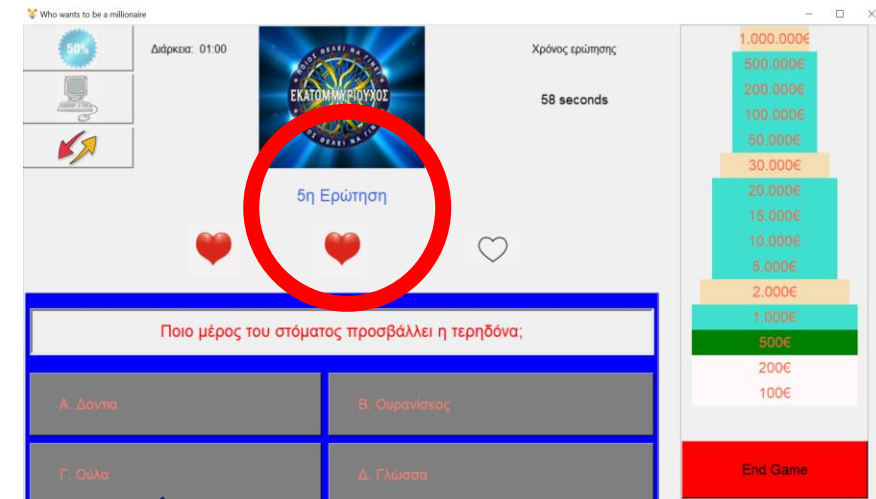 Who wants to be a millionaire
50%
Διάρκεια: 01:00
ΕΚΑΤΟΜΜΥΡΙΟΥΧΟΣ
Χρόνος ερώτησης
58 seconds
5η Ερώτηση
Ποιο μέρος του στόματος προσβάλλει η τερηδόνα;
Α. Δόντια
Β. Ουρανίσκος
Γ. Ούλα
Δ. Γλώσσα
1.000.000€
500.000€
200.000€
100.000€
50.000€
30.000€
20.000€
15.000€
10.000€
5.000€
2.000€
1.000€
500€
200€
100€
End Game